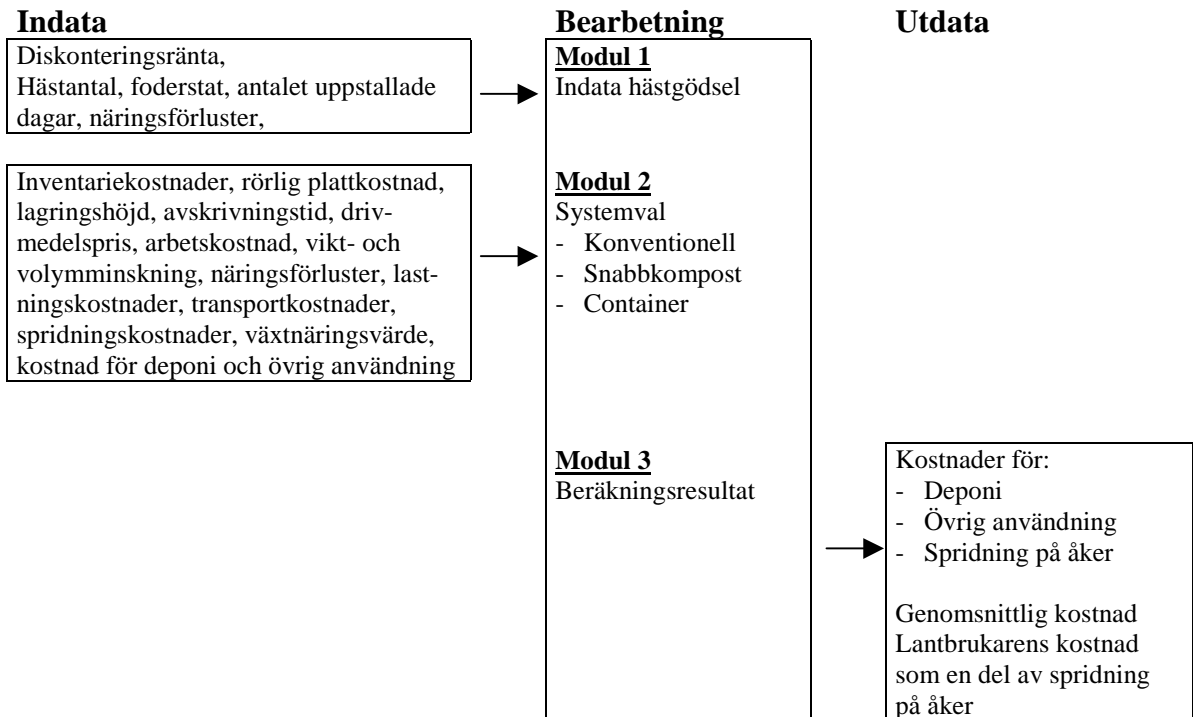 Indata
Bearbetning
Utdata
Diskonteringsränta,
Hästantal, foderstat, antalet uppstallade
dagar, näringsförluster,
Modul 1
Indata hästgödsel
Inventariekostnader, rörlig plattkostnad,
lagringshöjd, avskrivningstid, driv-
medelspris, arbetskostnad, vikt- och
volymminskning, näringsförluster, last-
ningskostnader, transportkostnader,
spridningskostnader, växtnäringsvärde,
kostnad för deponi och övrig användning
Modul 2
Systemval
- Konventionell
- Snabbkompost
- Container
Modul 3
Beräkningsresultat
Kostnader för:
- Deponi
- Övrig användning
- Spridning på åker
Genomsnittlig kostnad
Lantbrukarens kostnad
som en del av spridning
på åker